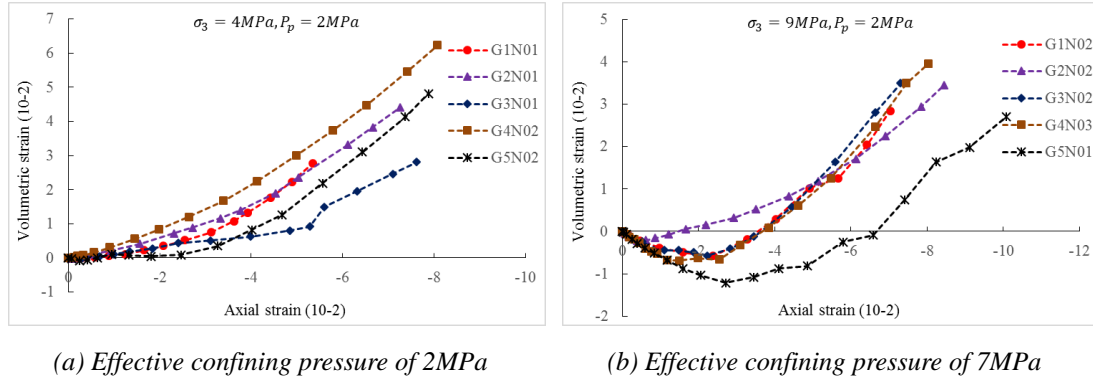 σ₃ = 4MPa, Pₚ = 2MPa
7
6
5
4
3
2
1
0
-1
0
-2
-4
-6
-8
-10
Volumetric strain (10-2)
Axial strain (10-2)
G1N01
G2N01
G3N01
G4N02
G5N02
(a) Effective confining pressure of 2MPa
σ₃ = 9MPa, Pₚ = 2MPa
5
4
3
2
1
0
-1
-2
0
-2
-4
-6
-8
-10
-12
Volumetric strain (10-2)
Axial strain (10-2)
G1N02
G2N02
G3N02
G4N03
G5N01
(b) Effective confining pressure of 7MPa